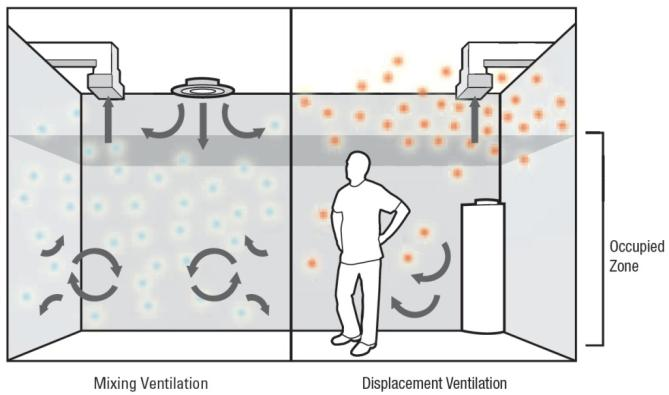 Occupied
Zone
Mixing Ventilation
Displacement Ventilation